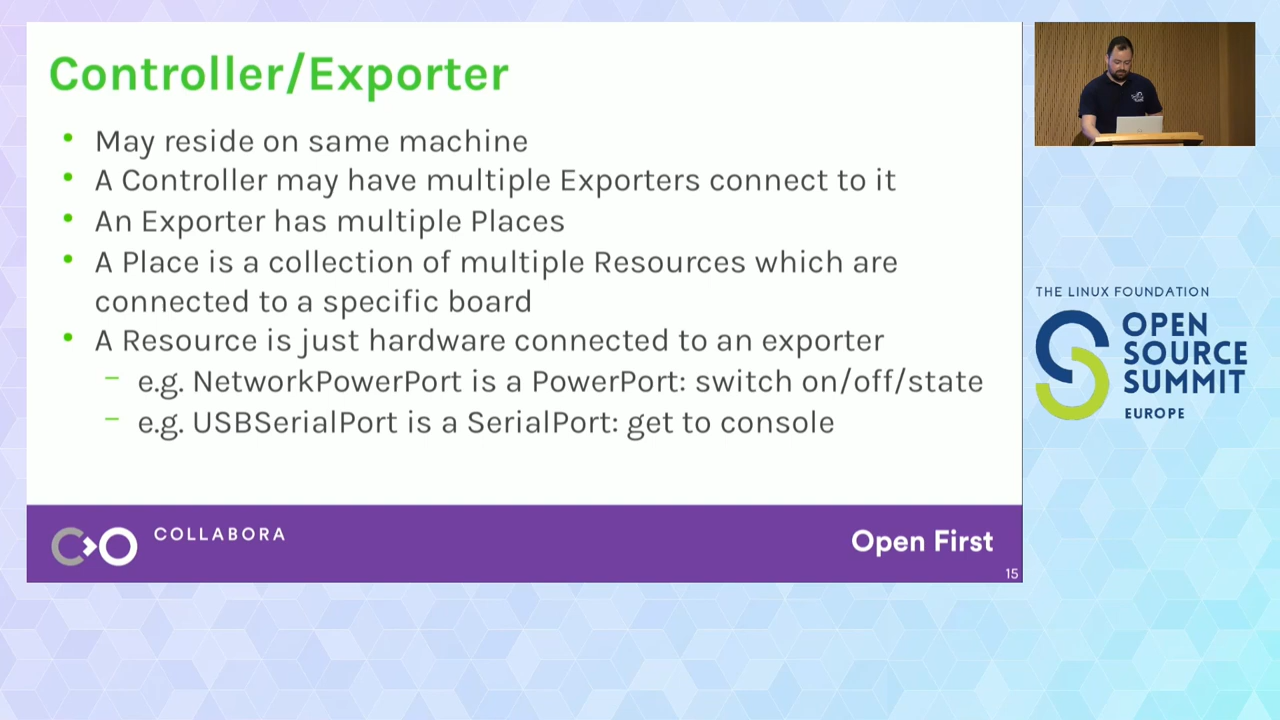 Controller/Exporter
• May reside on same machine
• A Controller may have multiple Exporters connect to it
• An Exporter has multiple Places
• A Place is a collection of multiple Resources which are
connected to a specific board
• A Resource is just hardware connected to an exporter
– e.g. NetworkPowerPort is a PowerPort: switch on/off/state
– e.g. USBSerialPort is a SerialPort: get to console
COLLABORA
Open First
15
THE LINUX FOUNDATION
OPEN
SOURCE
SUMMIT
EUROPE